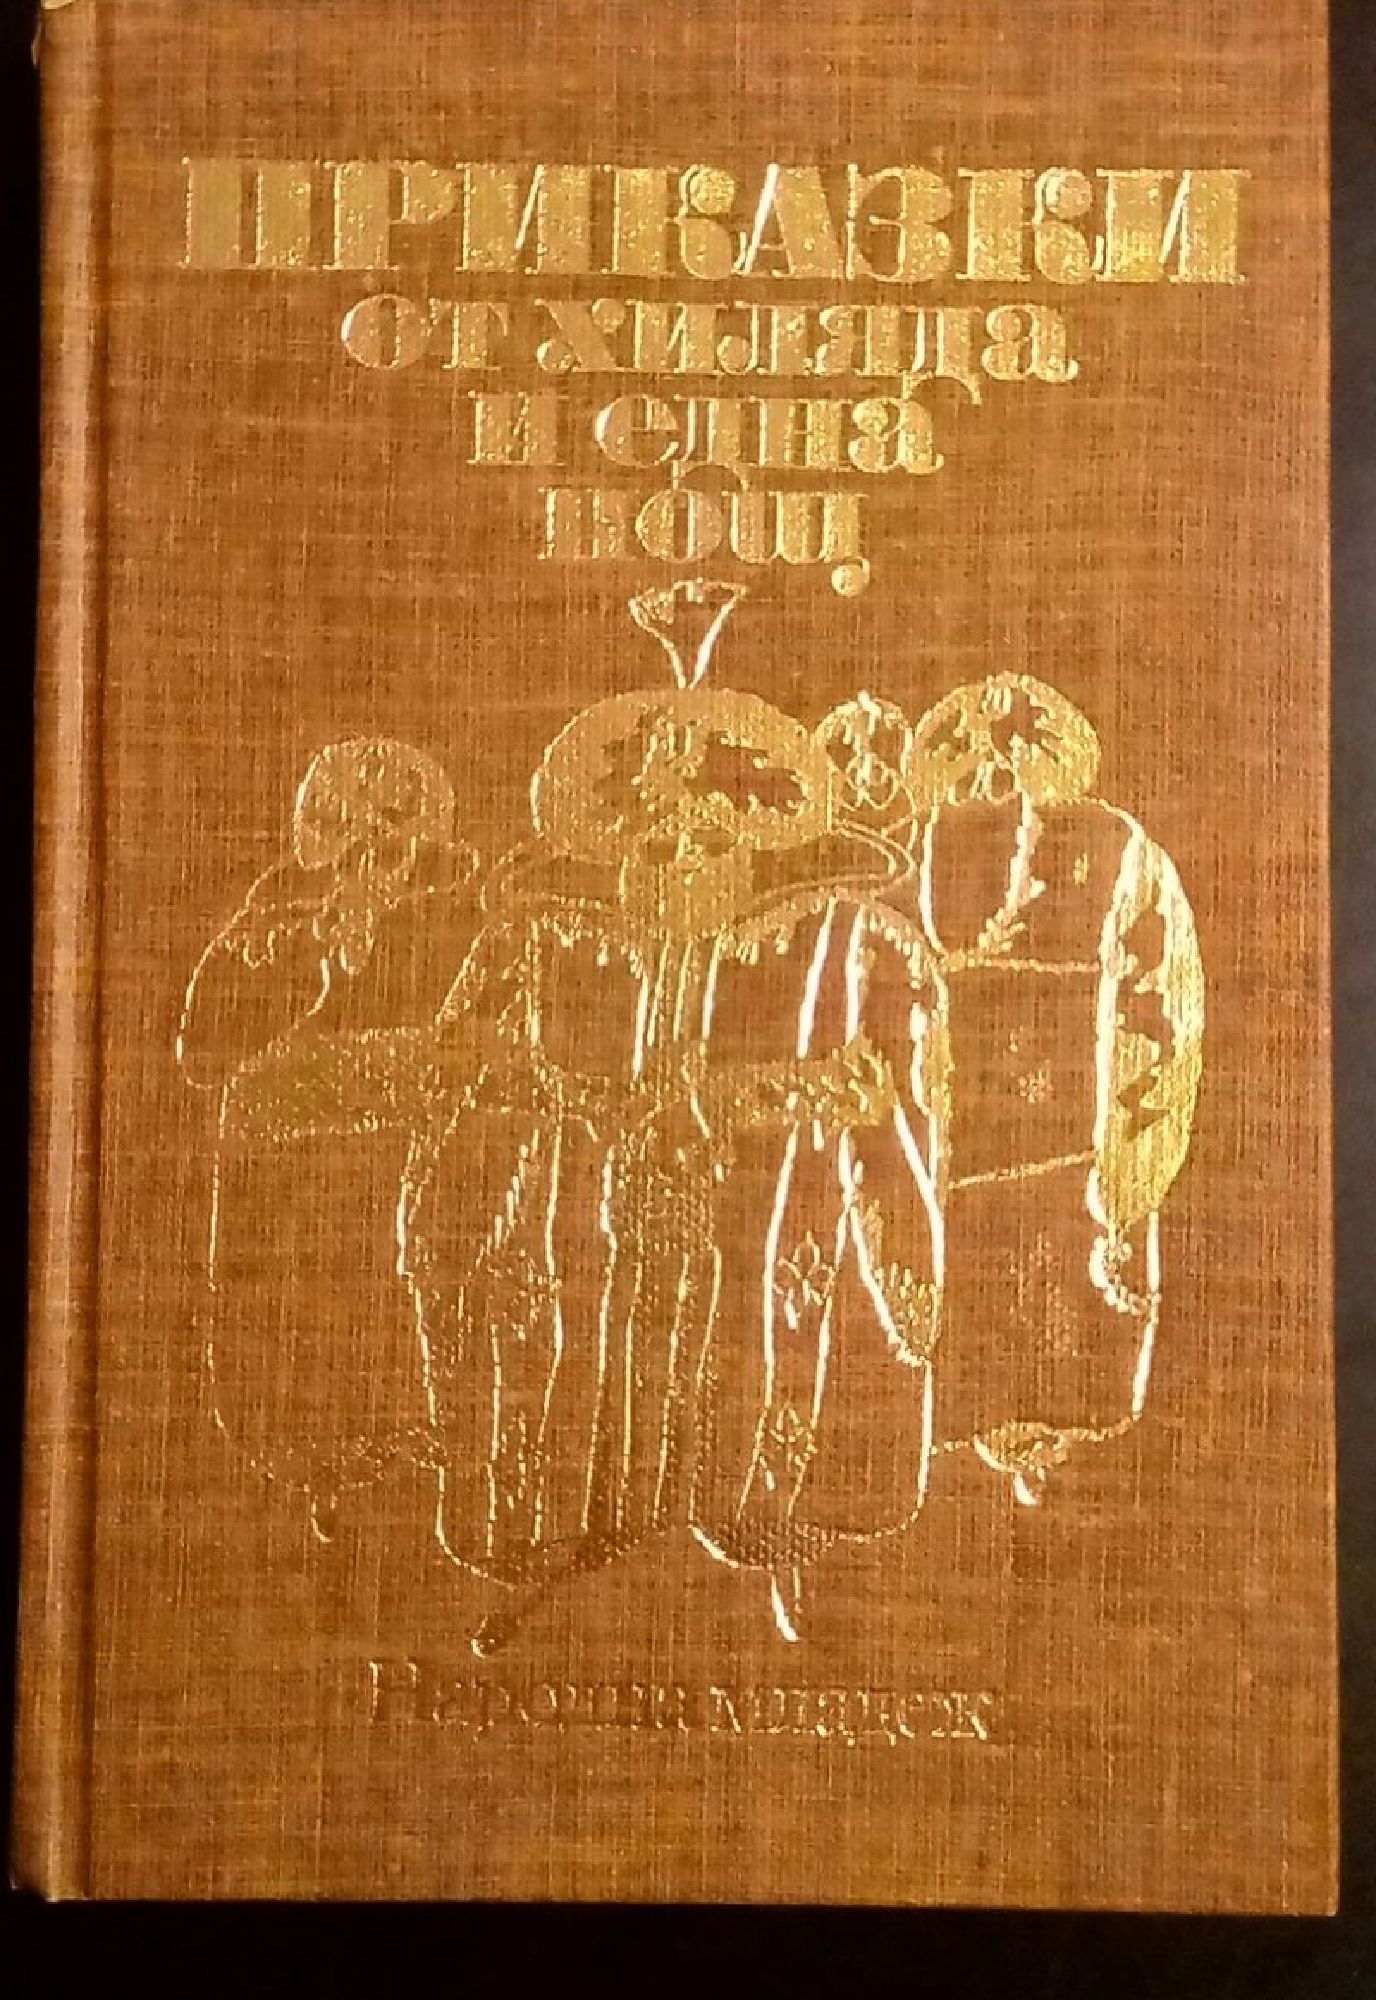 ПРИКАЗКИ
от хиляда
и една
нощ
Народна младеж